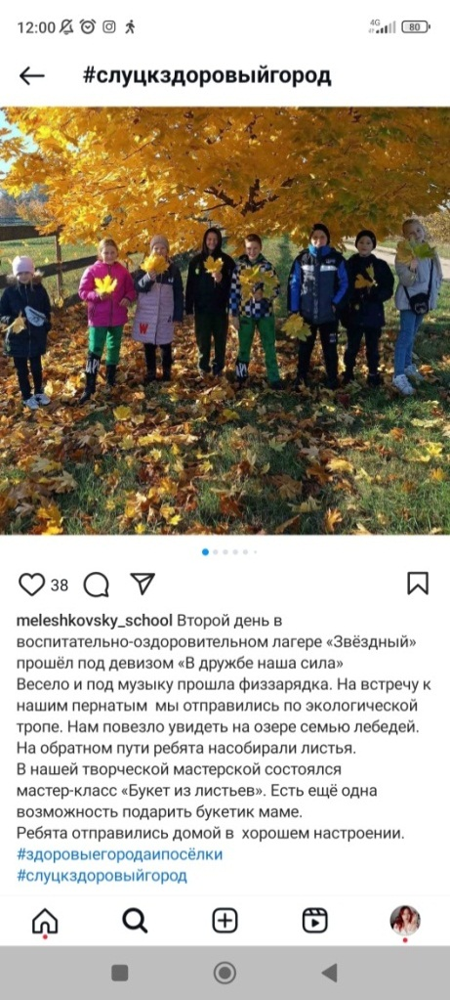 12:00
4G
80
#слуцкздоровыйгород
W
38
meleshkovsky_school Второй день в
воспитательно-оздоровительном лагере «Звёздный»
прошёл под девизом «В дружбе наша сила»
Весело и под музыку прошла физзарядка. На встречу к
нашим пернатым мы отправились по экологической
тропе. Нам повезло увидеть на озере семью лебедей.
На обратном пути ребята насобирали листья.
В нашей творческой мастерской состоялся
мастер-класс «Букет из листьев». Есть ещё одна
возможность подарить букетик маме.
Ребята отправились домой в хорошем настроении.
#здоровыегородаипосёлки
#слуцкздоровыйгород